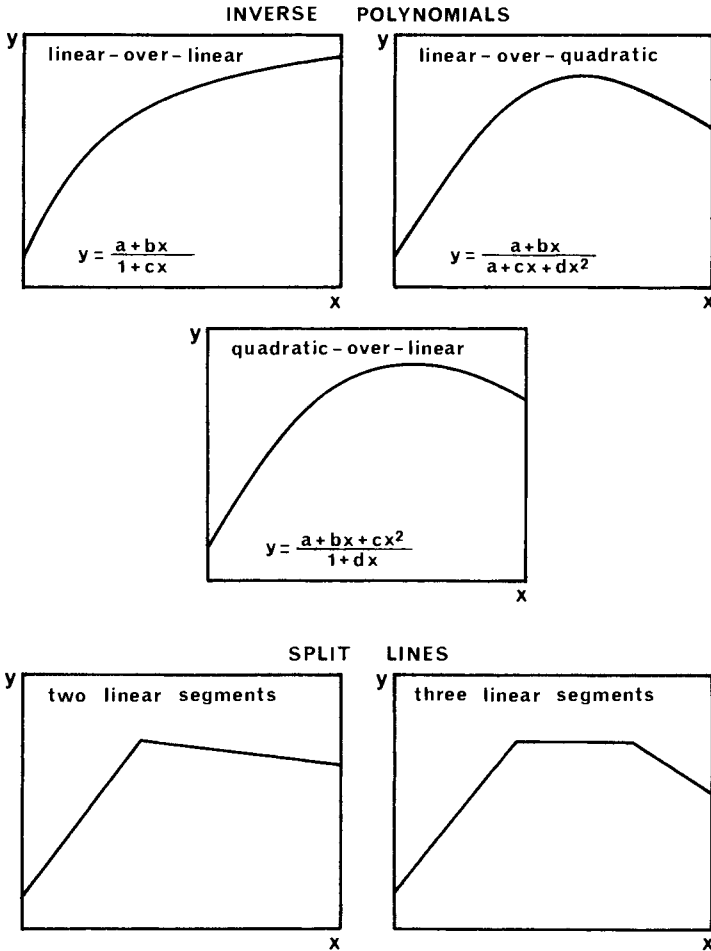 INVERSE POLYNOMIALS
y
linear-over-linear
y = a+bx / 1+cx
x
y
linear-over-quadratic
y = a+bx / a+cx+dx²
x
y
quadratic-over-linear
y = a+bx+cx² / 1+dx
x
SPLIT LINES
y
two linear segments
x
y
three linear segments
x